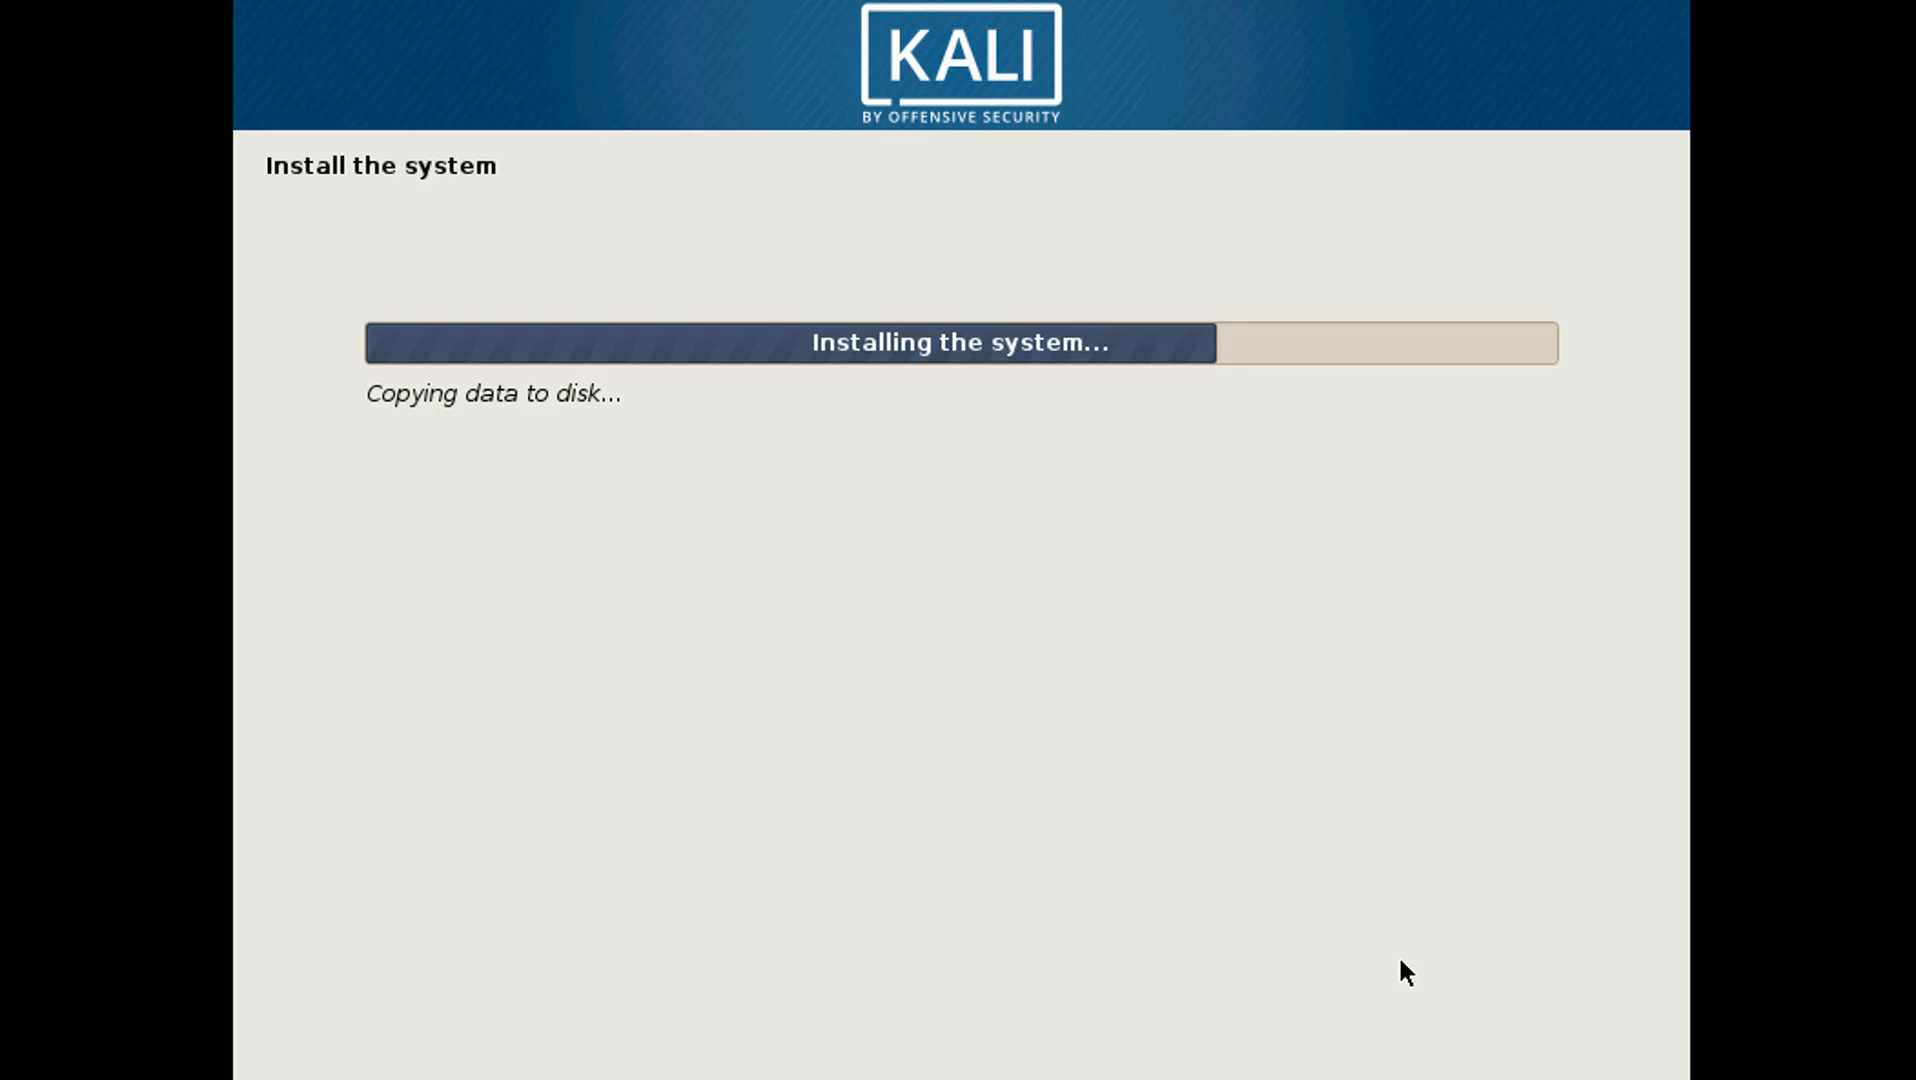 KALI
BY OFFENSIVE SECURITY
Install the system
Installing the system...
Copying data to disk...